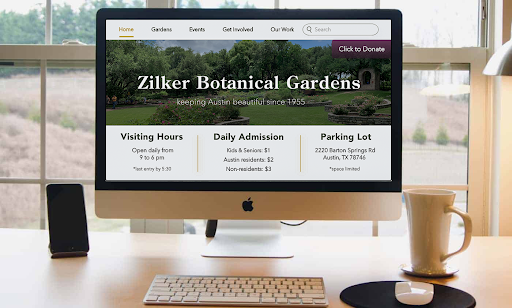 Home Gardens Events Get Involved Our Work Search
Click to Donate
Zilker Botanical Gardens
keeping Austin beautiful since 1955
Visiting Hours
Open daily from
9 to 6 pm
*last entry by 5:30
Daily Admission
Kids & Seniors: $1
Austin residents: $2
Non-residents: $3
Parking Lot
2220 Barton Springs Rd
Austin, TX 78746
*space limited